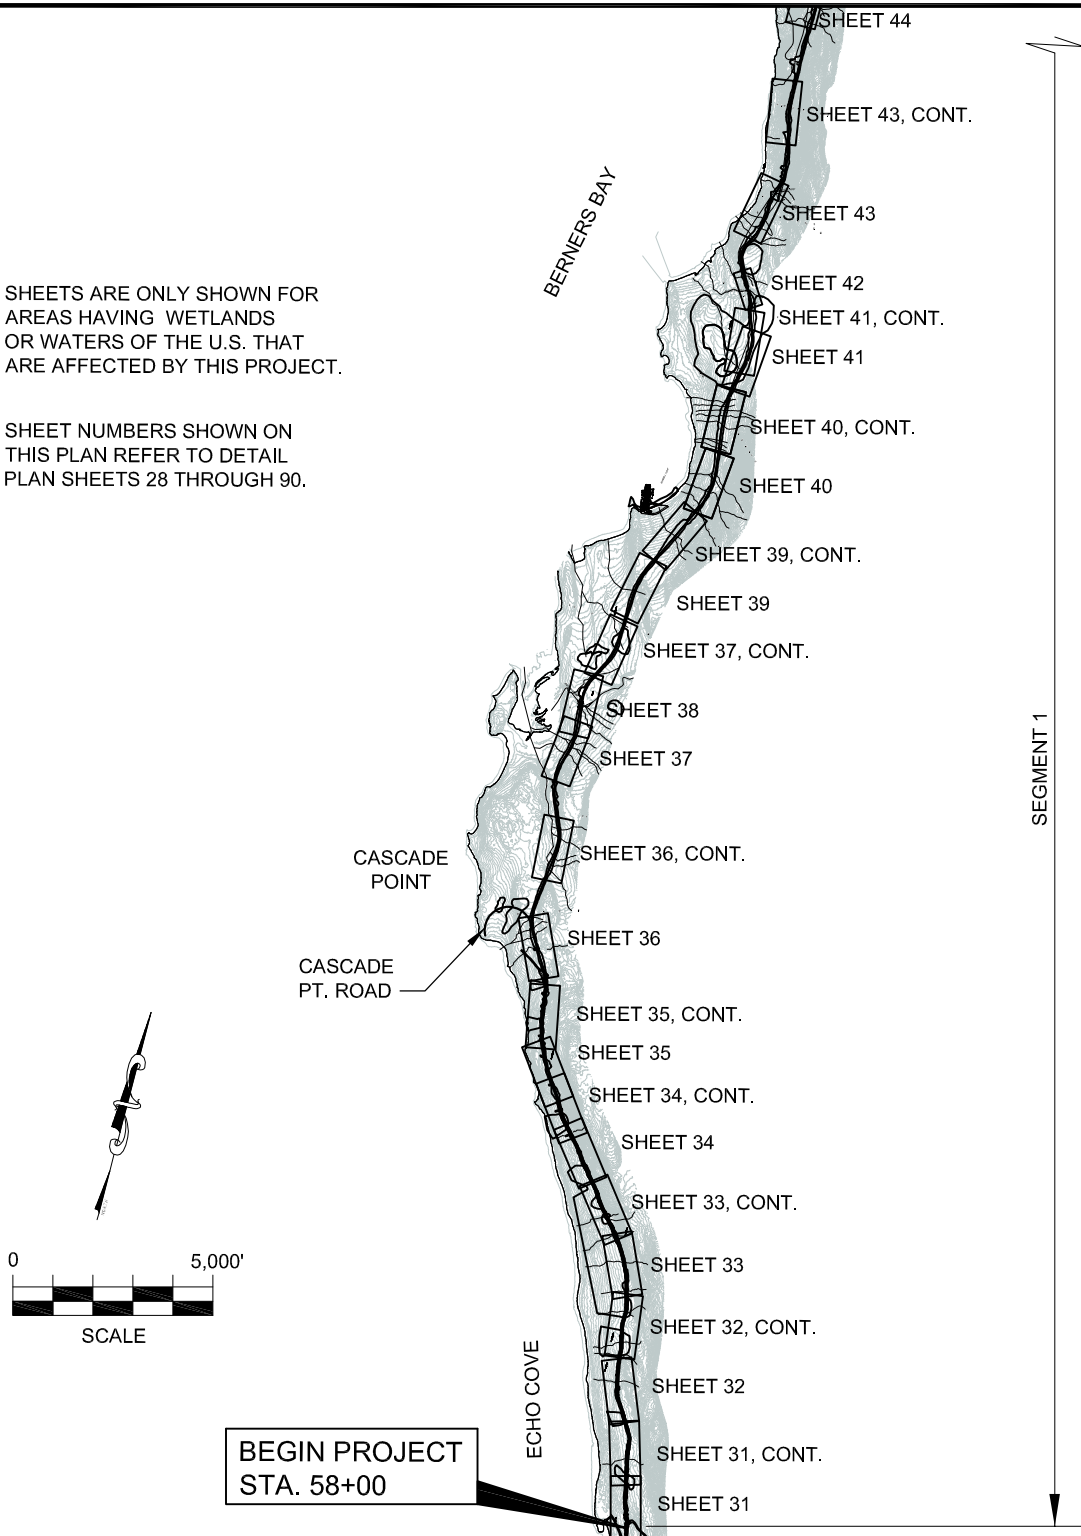 SHEET 44
SHEET 43, CONT.
BERNERS BAY
SHEET 43
SHEETS ARE ONLY SHOWN FOR
AREAS HAVING WETLANDS
OR WATERS OF THE U.S. THAT
ARE AFFECTED BY THIS PROJECT.
SHEET 42
SHEET 41, CONT.
SHEET 41
SHEET NUMBERS SHOWN ON
THIS PLAN REFER TO DETAIL
PLAN SHEETS 28 THROUGH 90.
SHEET 40, CONT.
SHEET 40
SHEET 39, CONT.
SHEET 39
SHEET 37, CONT.
SHEET 38
SHEET 37
SEGMENT 1
SHEET 36, CONT.
CASCADE
POINT
SHEET 36
CASCADE
PT. ROAD
SHEET 35, CONT.
SHEET 35
SHEET 34, CONT.
SHEET 34
SHEET 33, CONT.
SHEET 33
0 5,000'
SCALE
SHEET 32, CONT.
SHEET 32
ECHO COVE
BEGIN PROJECT
STA. 58+00
SHEET 31, CONT.
SHEET 31